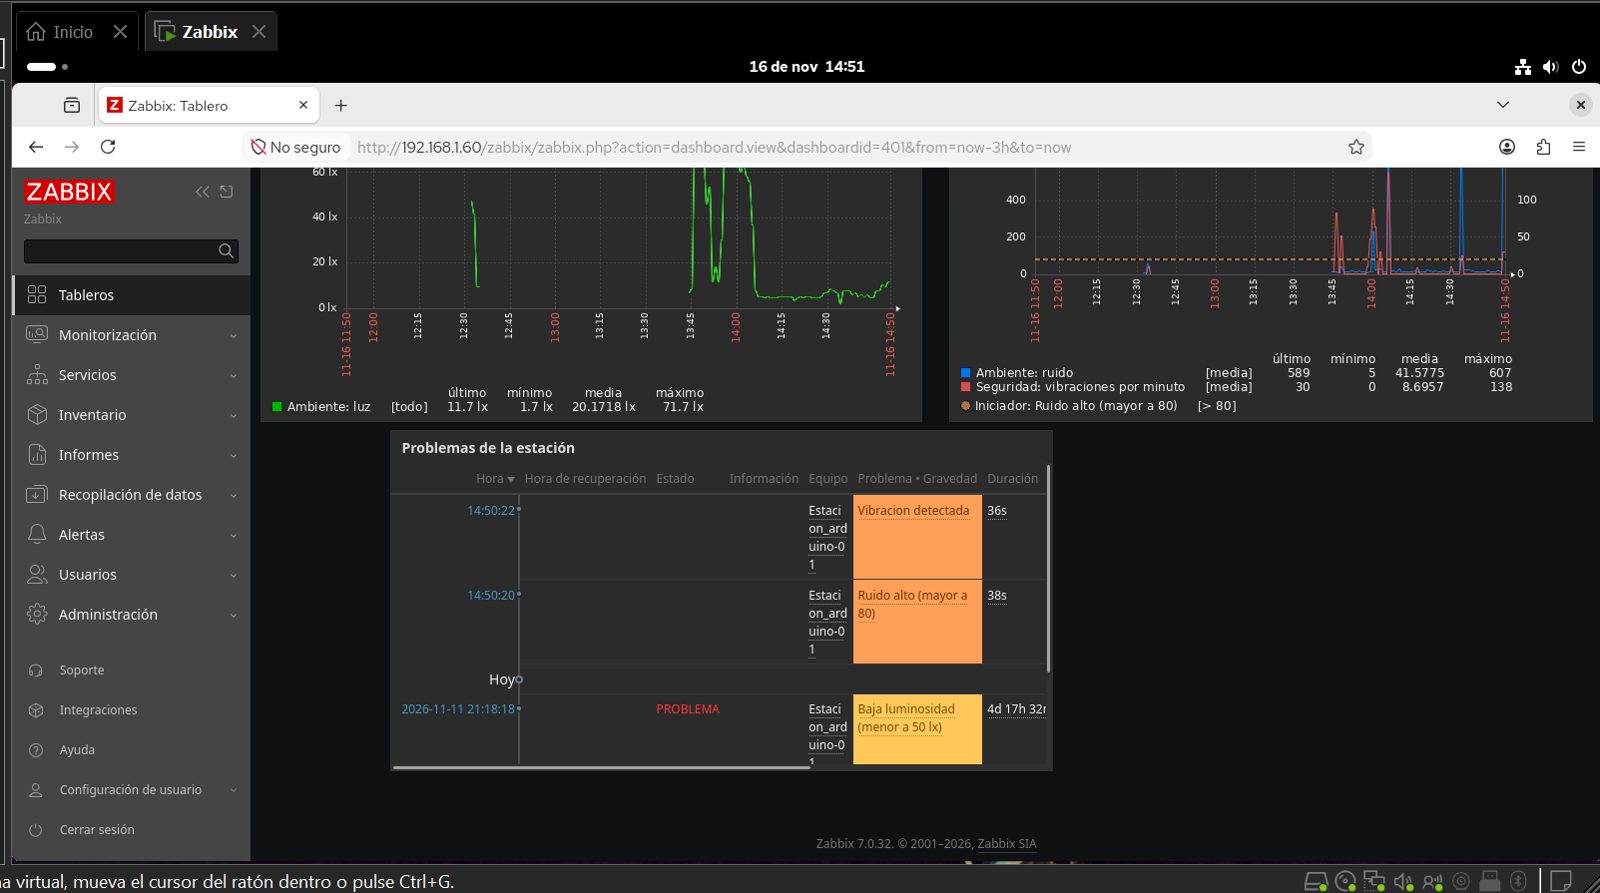 Inicio
Zabbix
16 de nov 14:51
Zabbix: Tablero
No seguro
http://192.168.1.60/zabbix/zabbix.php?action=dashboard.view&dashboardid=401&from=now-3h&to=now
ZABBIX
Zabbix
Tableros
Monitorización
Servicios
Inventario
Informes
Recopilación de datos
Alertas
Usuarios
Administración
Soporte
Integraciones
Ayuda
Configuración de usuario
Cerrar sesión
60 lx
40 lx
20 lx
0 lx
11-16 11:50
12:00
12:15
12:30
12:45
13:00
13:15
13:30
13:45
14:00
14:15
14:30
11-16 14:50
último mínimo media máximo
Ambiente: luz [todo] 11.7 lx 1.7 lx 20.1718 lx 71.7 lx
400
200
0
100
50
0
11-16 11:50
12:00
12:15
12:30
12:45
13:00
13:15
13:30
13:45
14:00
14:15
14:30
11-16 14:50
último mínimo media máximo
Ambiente: ruido [media] 589 5 41.5775 607
Seguridad: vibraciones por minuto [media] 30 0 8.6957 138
Iniciador: Ruido alto (mayor a 80) [> 80]
Problemas de la estación
Hora Hora de recuperación Estado Información Equipo Problema • Gravedad Duración
14:50:22 Estaci Vibracion detectada 36s
on_ard
uino-0
1
14:50:20 Estaci Ruido alto (mayor a 38s
on_ard 80)
uino-0
1
Hoy
2026-11-11 21:18:18 PROBLEMA Estaci Baja luminosidad 4d 17h 32
on_ard (menor a 50 lx)
uino-0
1
Zabbix 7.0.32. © 2001–2026, Zabbix SIA
a virtual, mueva el cursor del ratón dentro o pulse Ctrl+G.